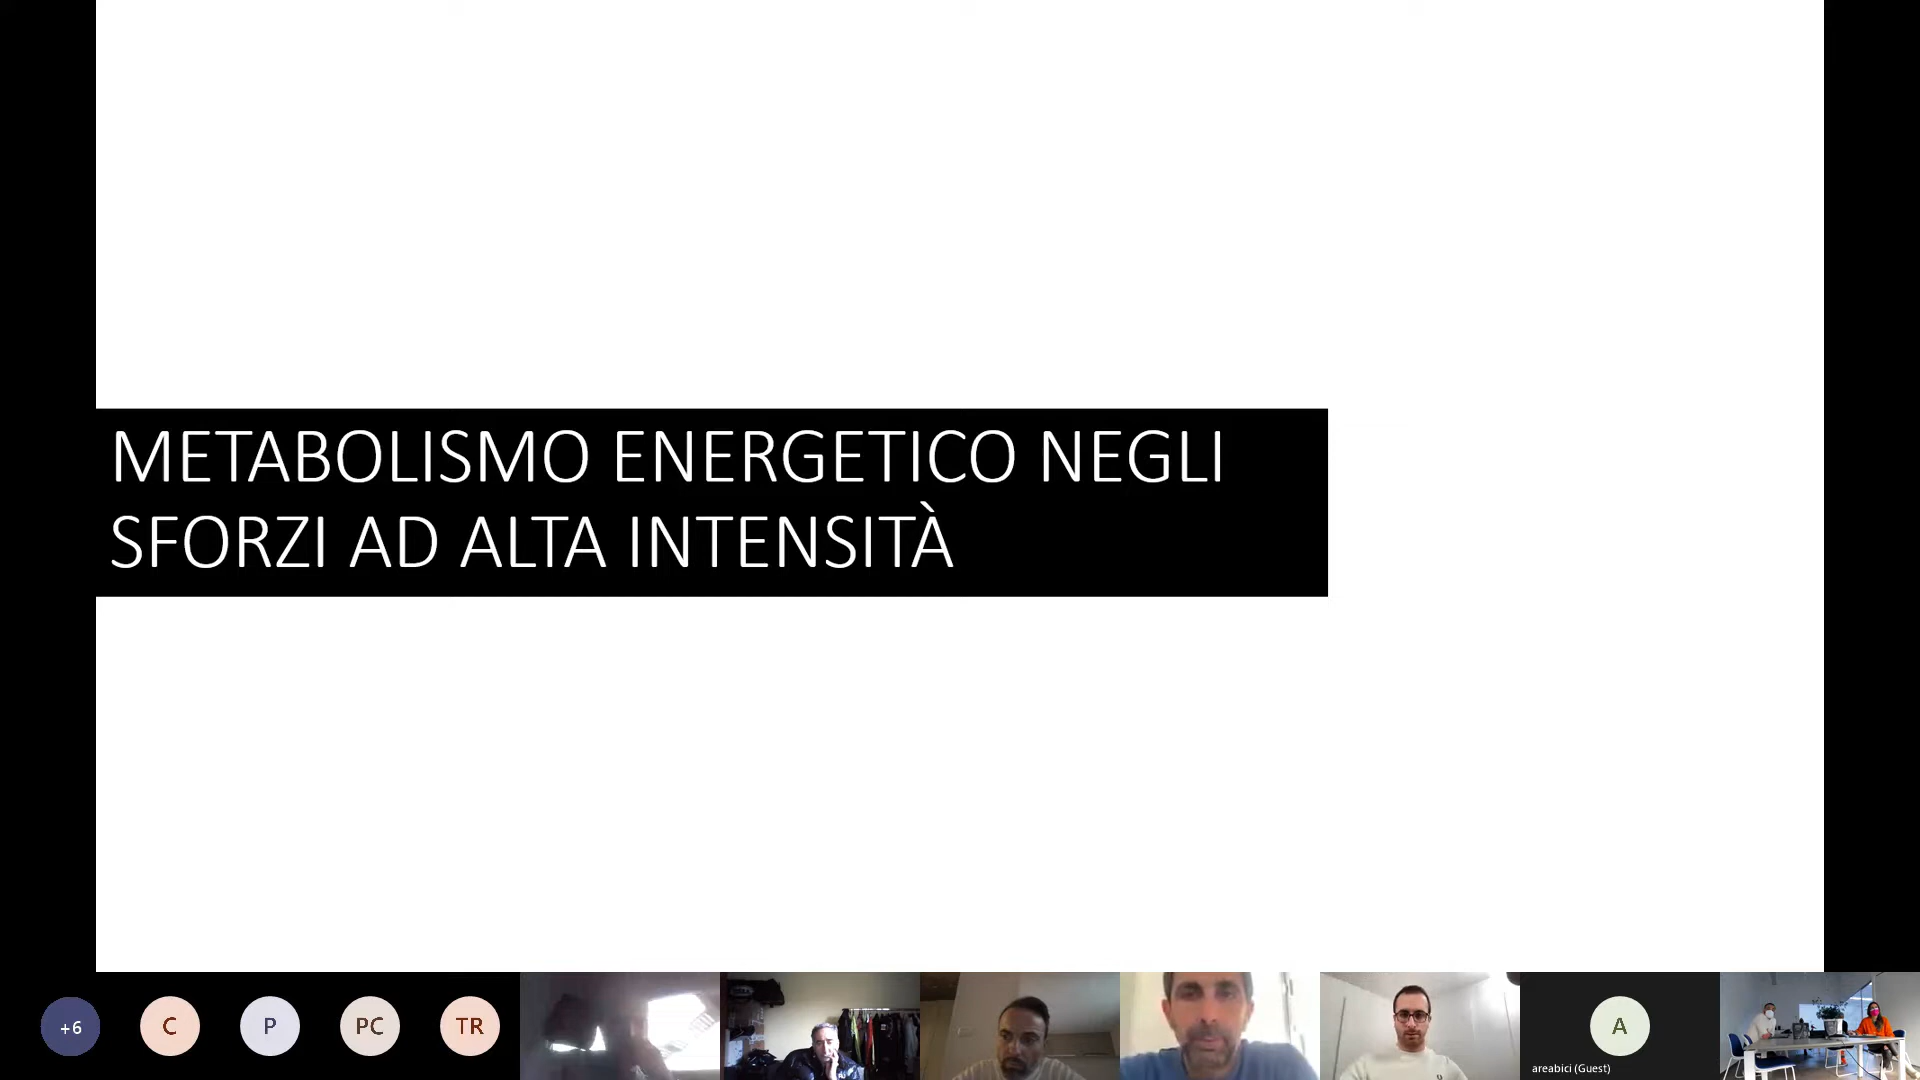 METABOLISMO ENERGETICO NEGLI
SFORZI AD ALTA INTENSITÀ
+6
C
P
PC
TR
A
areabici (Guest)